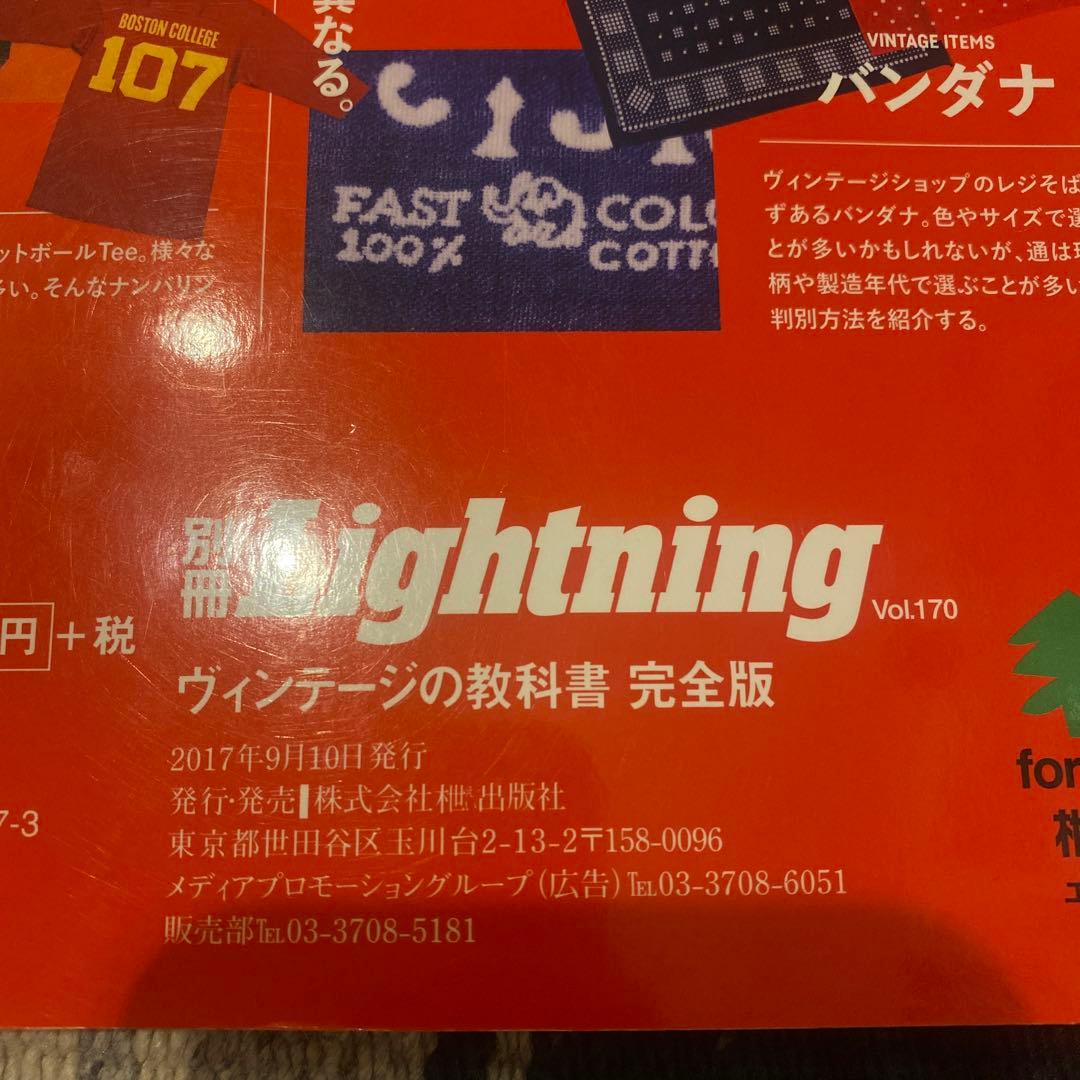 BOSTON COLLEGE
107
なる。
FAST
100%
COL
COTT
VINTAGE ITEMS
バンダナ
ットボールTee。様々な
多い。そんなナンバリン
ヴィンテージショップのレジそば
ずあるバンダナ。色やサイズで選
とが多いかもしれないが、通は
柄や製造年代で選ぶことが多い
判別方法を紹介する。
別冊 Lightning Vol.170
円+税
ヴィンテージの教科書 完全版
2017年9月10日発行
発行・発売 株式会社枻出版社
東京都世田谷区玉川台2-13-2〒158-0096
メディアプロモーショングループ(広告)TEL03-3708-6051
販売部TEL03-3708-5181
7-3
for
枻
エ